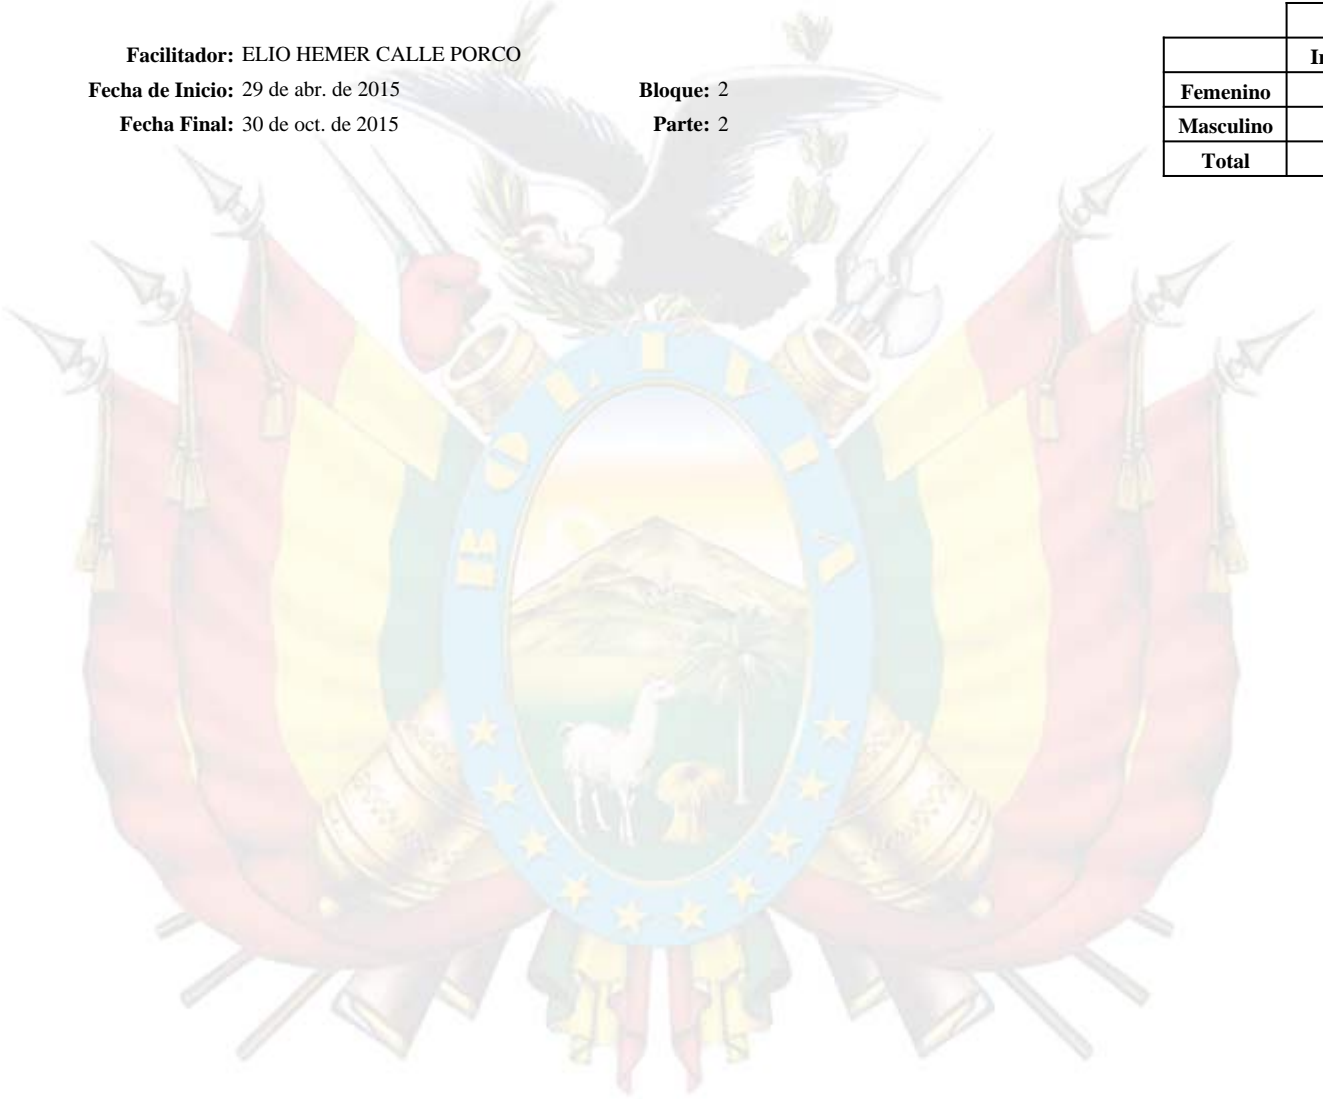 Facilitador: ELIO HEMER CALLE PORCO
Fecha de Inicio: 29 de abr. de 2015 Bloque: 2
Fecha Final: 30 de oct. de 2015 Parte: 2
Femenino
Masculino
Total
BOLIVIA